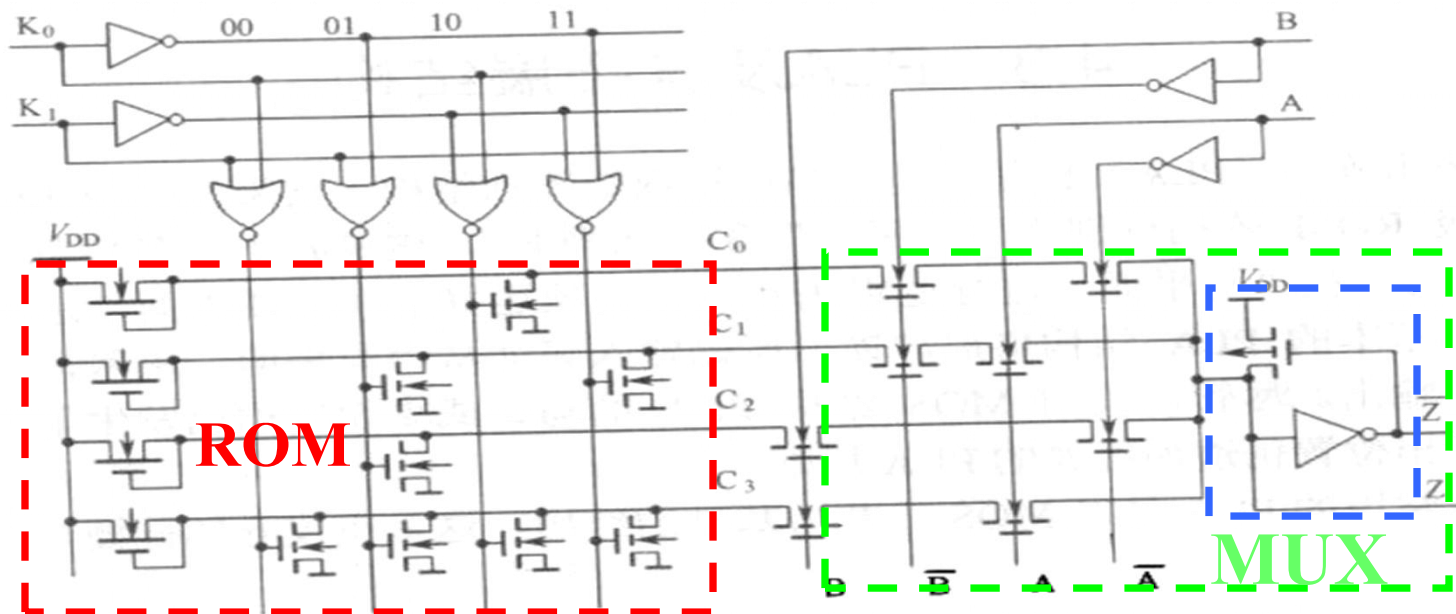 K0 00 01 10 11 B
K1 A
VDD
C0
VDD
C1
C2
ROM
Z̅
C3
Z
MUX
B B̅ A A̅